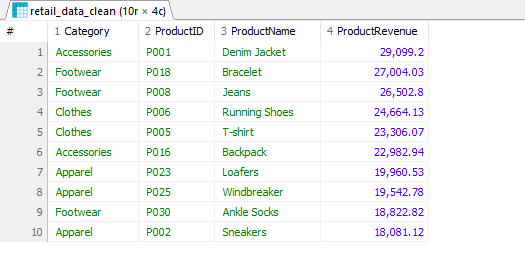 retail_data_clean (10r × 4c)
# 1 Category 2 ProductID 3 ProductName 4 ProductRevenue
1 Accessories P001 Denim Jacket 29,099.2
2 Footwear P018 Bracelet 27,004.03
3 Footwear P008 Jeans 26,502.8
4 Clothes P006 Running Shoes 24,664.13
5 Clothes P005 T-shirt 23,306.07
6 Accessories P016 Backpack 22,982.94
7 Apparel P023 Loafers 19,960.53
8 Apparel P025 Windbreaker 19,542.78
9 Footwear P030 Ankle Socks 18,822.82
10 Apparel P002 Sneakers 18,081.12